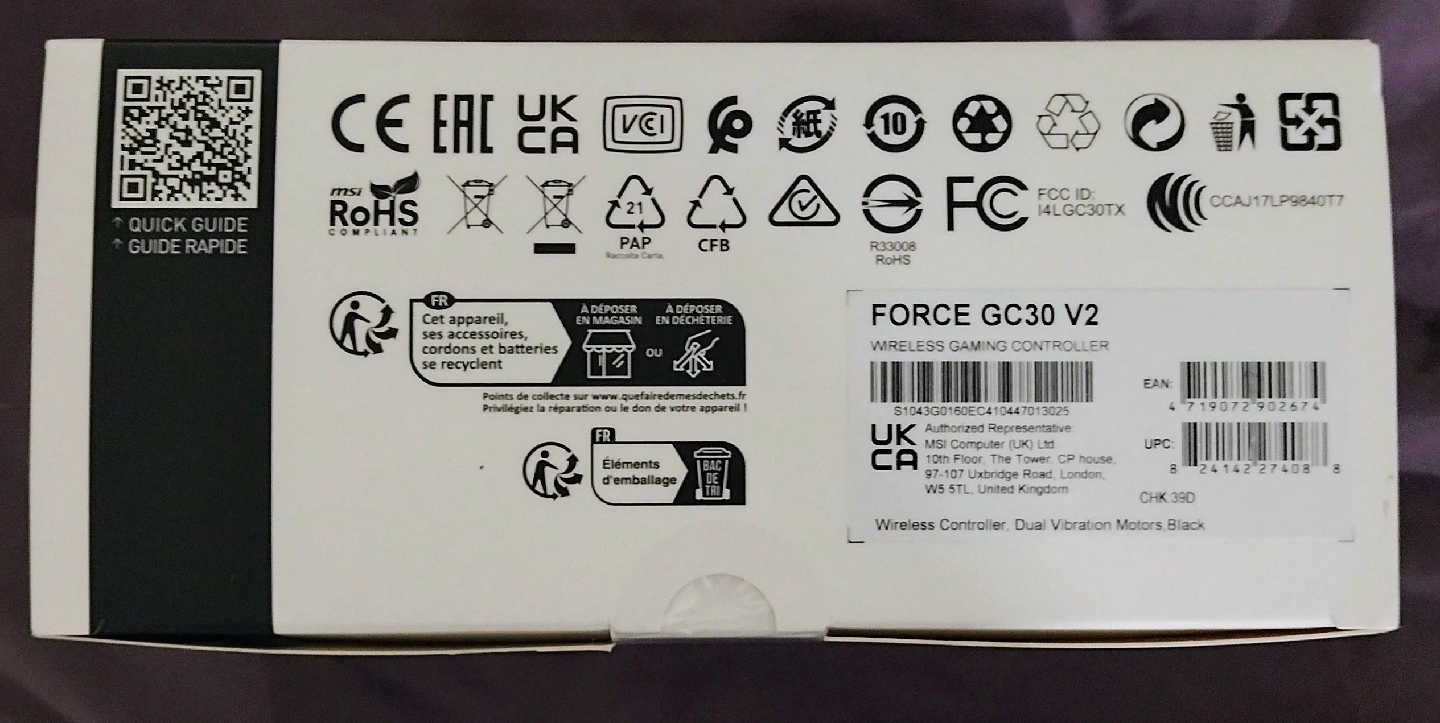 ↑ QUICK GUIDE
↑ GUIDE RAPIDE
CE EAC UK CA VCI 紙 10
msi
RoHS
COMPLIANT
21
PAP
Raccolta Carta.
CFB
R33008
RoHS
FC
FCC ID:
I4LGC30TX
CCAJ17LP9840T7
FR
Cet appareil,
ses accessoires,
cordons et batteries
se recyclent
À DÉPOSER
EN MAGASIN
OU
À DÉPOSER
EN DÉCHÈTERIE
Points de collecte sur www.quefairedemesdechets.fr
Privilégiez la réparation ou le don de votre appareil !
FR
Éléments
d'emballage
BAC
DE
TRI
FORCE GC30 V2
WIRELESS GAMING CONTROLLER
S1043G0160EC410447013025
EAN:
4 719072 902674
UK
CA
Authorized Representative:
MSI Computer (UK) Ltd.
10th Floor, The Tower, CP house,
97-107 Uxbridge Road, London,
W5 5TL, United Kingdom
UPC:
8 24142 27408 8
CHK.39D
Wireless Controller, Dual Vibration Motors,Black